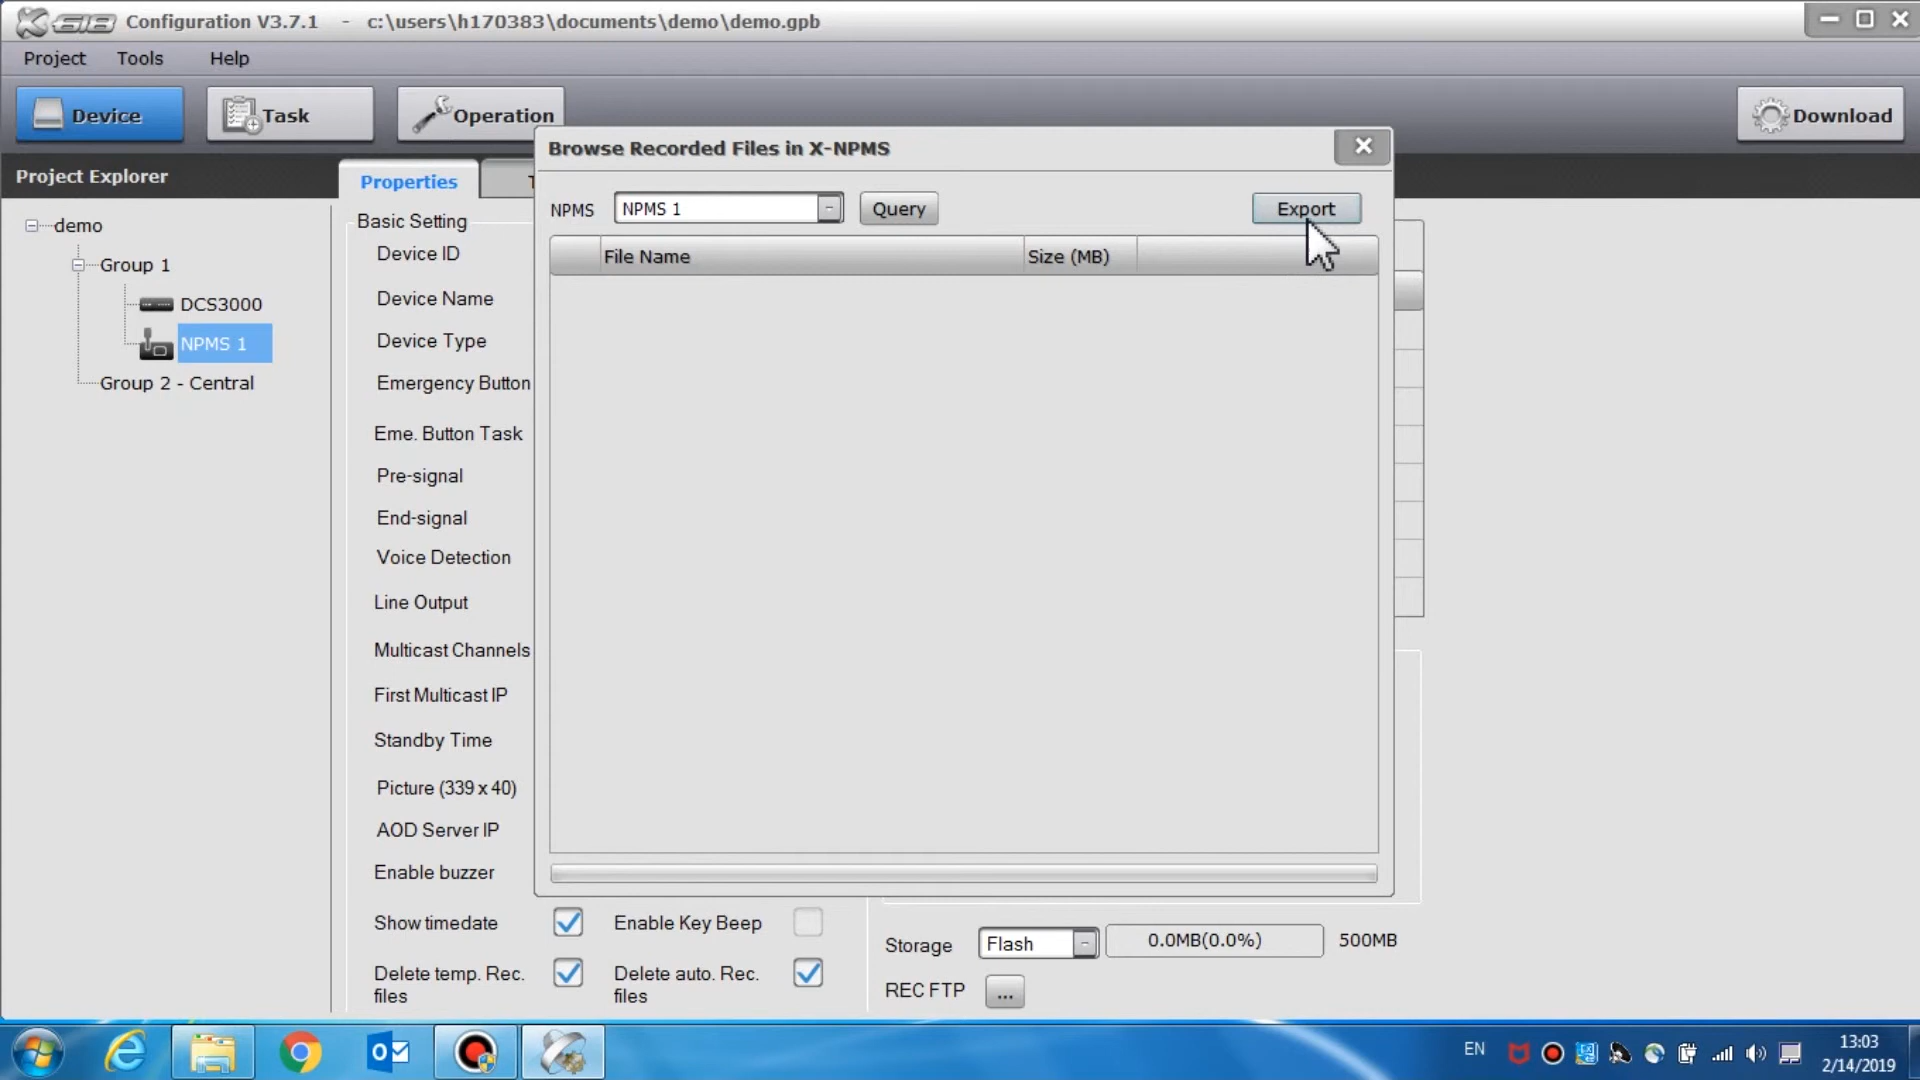 X-618 Configuration V3.7.1 - c:\users\h170383\documents\demo\demo.gpb
Project Tools Help
Device Task Operation Download
Project Explorer
demo
Group 1
DCS3000
NPMS 1
Group 2 - Central
Properties T
Basic Setting
Device ID
Device Name
Device Type
Emergency Button
Eme. Button Task
Pre-signal
End-signal
Voice Detection
Line Output
Multicast Channels
First Multicast IP
Standby Time
Picture (339 x 40)
AOD Server IP
Enable buzzer
Show timedate Enable Key Beep
Delete temp. Rec. files
Delete auto. Rec. files
Browse Recorded Files in X-NPMS
NPMS NPMS 1 Query Export
File Name Size (MB)
Storage Flash 0.0MB(0.0%) 500MB
REC FTP ...
EN
13:03
2/14/2019